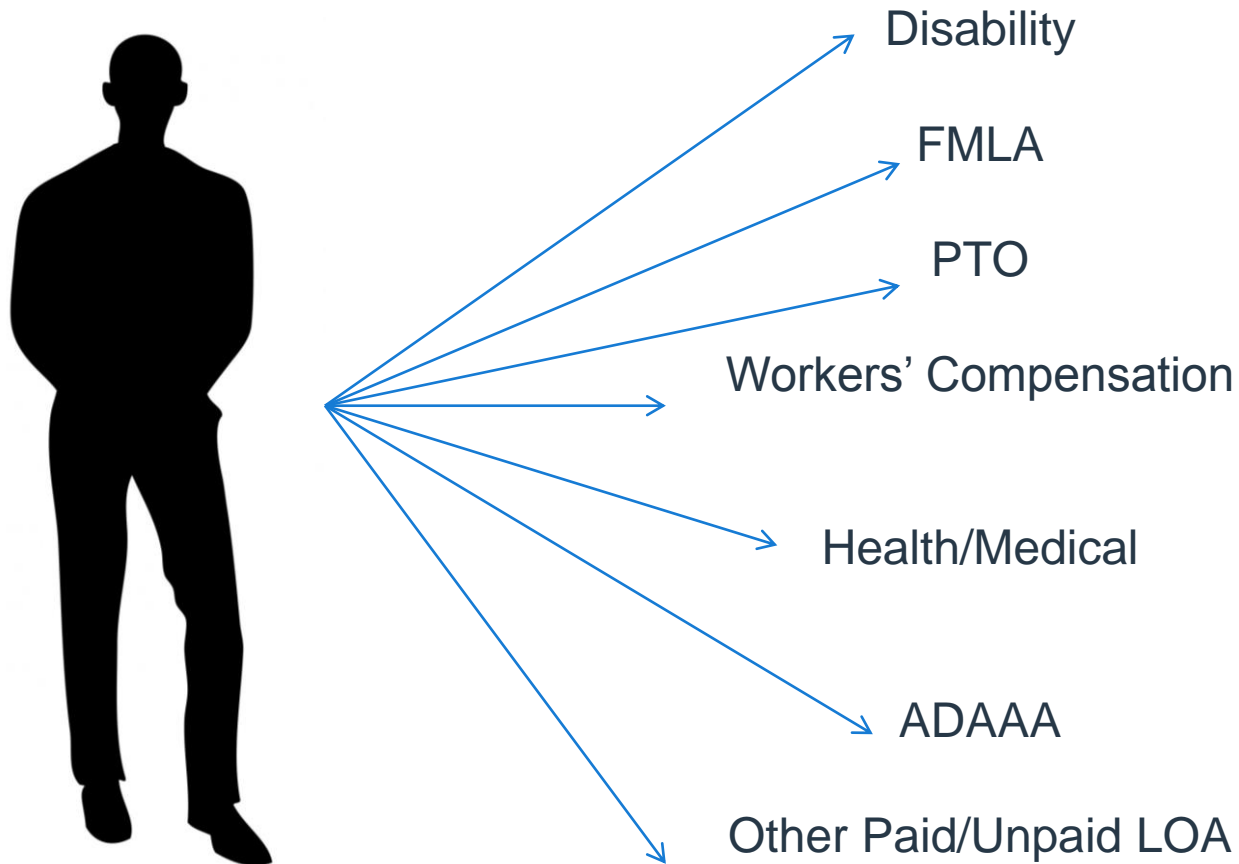 Disability
FMLA
PTO
Workers’ Compensation
Health/Medical
ADAAA
Other Paid/Unpaid LOA